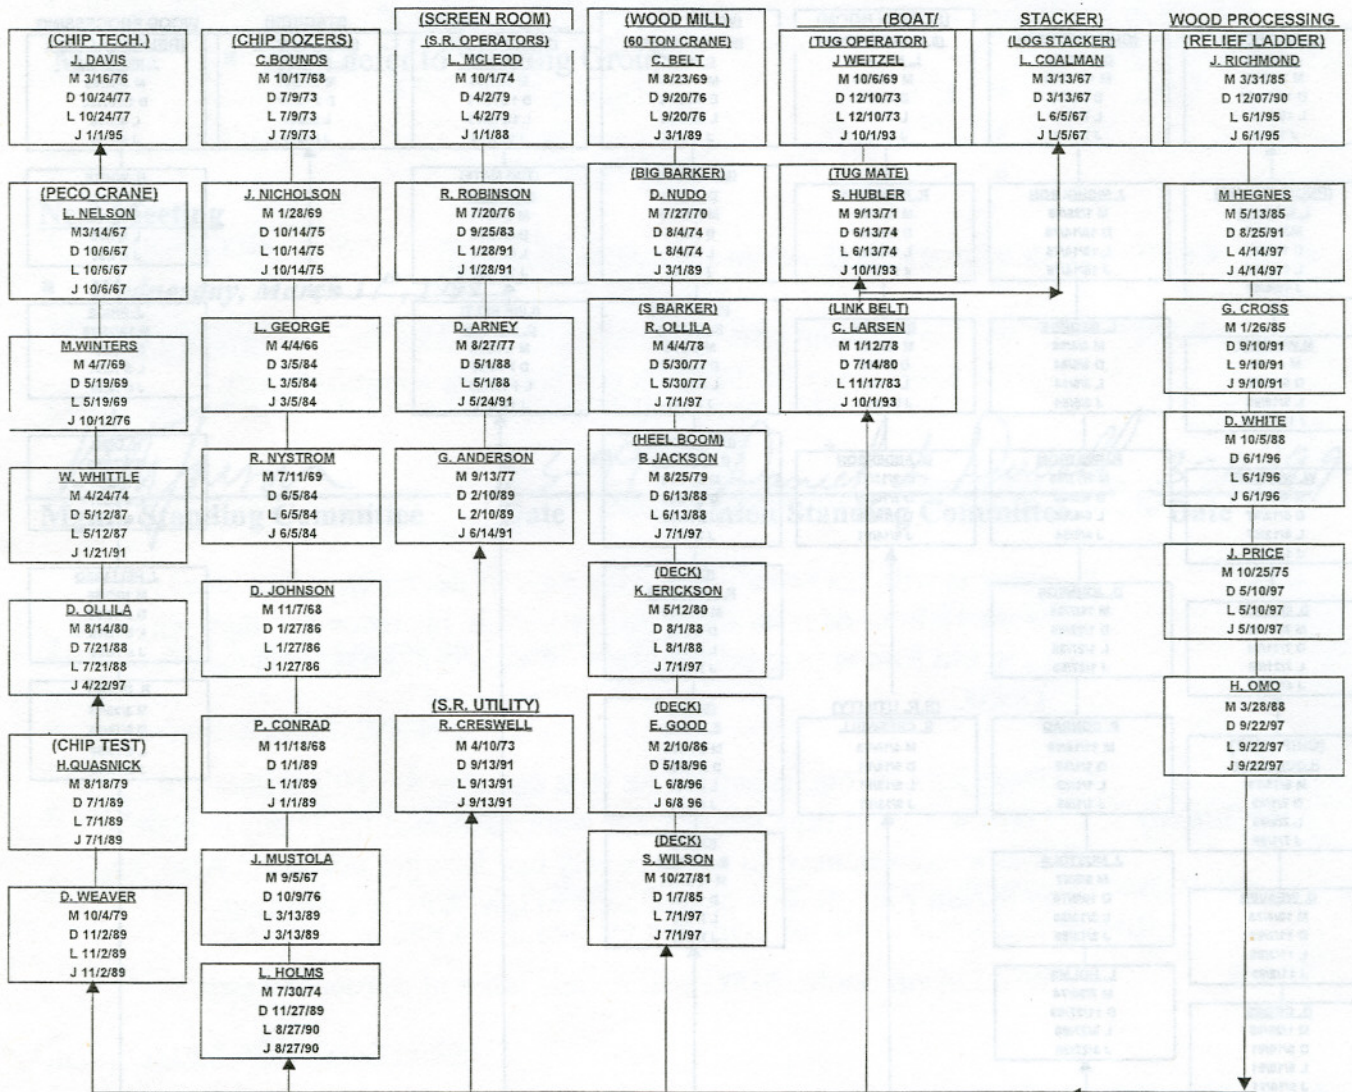 (CHIP TECH.)
J. DAVIS
M 3/16/76
D 10/24/77
L 10/24/77
J 1/1/95
(PECO CRANE)
L. NELSON
M3/14/67
D 10/6/67
L 10/6/67
J 10/6/67
M.WINTERS
M 4/7/69
D 5/19/69
L 5/19/69
J 10/12/76
W. WHITTLE
M 4/24/74
D 5/12/87
L 5/12/87
J 1/21/91
D. OLLILA
M 8/14/80
D 7/21/88
L 7/21/88
J 4/22/97
(CHIP TEST)
H.QUASNICK
M 8/18/79
D 7/1/89
L 7/1/89
J 7/1/89
D. WEAVER
M 10/4/79
D 11/2/89
L 11/2/89
J 11/2/89
(CHIP DOZERS)
C.BOUNDS
M 10/17/68
D 7/9/73
L 7/9/73
J 7/9/73
J. NICHOLSON
M 1/28/69
D 10/14/75
L 10/14/75
J 10/14/75
L. GEORGE
M 4/4/66
D 3/5/84
L 3/5/84
J 3/5/84
R. NYSTROM
M 7/11/69
D 6/5/84
L 6/5/84
J 6/5/84
D. JOHNSON
M 11/7/68
D 1/27/86
L 1/27/86
J 1/27/86
P. CONRAD
M 11/18/68
D 1/1/89
L 1/1/89
J 1/1/89
J. MUSTOLA
M 9/5/67
D 10/9/76
L 3/13/89
J 3/13/89
L. HOLMS
M 7/30/74
D 11/27/89
L 8/27/90
J 8/27/90
(SCREEN ROOM)
(S.R. OPERATORS)
L. MCLEOD
M 10/1/74
D 4/2/79
L 4/2/79
J 1/1/88
R. ROBINSON
M 7/20/76
D 9/25/83
L 1/28/91
J 1/28/91
D. ARNEY
M 8/27/77
D 5/1/88
L 5/1/88
J 5/24/91
G. ANDERSON
M 9/13/77
D 2/10/89
L 2/10/89
J 6/14/91
(S.R. UTILITY)
R. CRESWELL
M 4/10/73
D 9/13/91
L 9/13/91
J 9/13/91
(WOOD MILL)
(60 TON CRANE)
C. BELT
M 8/23/69
D 9/20/76
L 9/20/76
J 3/1/89
(BIG BARKER)
D. NUDO
M 7/27/70
D 8/4/74
L 8/4/74
J 3/1/89
(S BARKER)
R. OLLILA
M 4/4/78
D 5/30/77
L 5/30/77
J 7/1/97
(HEEL BOOM)
B JACKSON
M 8/25/79
D 6/13/88
L 6/13/88
J 7/1/97
(DECK)
K. ERICKSON
M 5/12/80
D 8/1/88
L 8/1/88
J 7/1/97
(DECK)
E. GOOD
M 2/10/86
D 5/18/96
L 6/8/96
J 6/8 96
(DECK)
S. WILSON
M 10/27/81
D 1/7/85
L 7/1/97
J 7/1/97
(BOAT/ STACKER)
(TUG OPERATOR)
J WEITZEL
M 10/6/69
D 12/10/73
L 12/10/73
J 10/1/93
(TUG MATE)
S. HUBLER
M 9/13/71
D 6/13/74
L 6/13/74
J 10/1/93
(LINK BELT)
C. LARSEN
M 1/12/78
D 7/14/80
L 11/17/83
J 10/1/93
(LOG STACKER)
L. COALMAN
M 3/13/67
D 3/13/67
L 6/5/67
J L/5/67
WOOD PROCESSING
(RELIEF LADDER)
J. RICHMOND
M 3/31/85
D 12/07/90
L 6/1/95
J 6/1/95
M HEGNES
M 5/13/85
D 8/25/91
L 4/14/97
J 4/14/97
G. CROSS
M 1/26/85
D 9/10/91
L 9/10/91
J 9/10/91
D. WHITE
M 10/5/88
D 6/1/96
L 6/1/96
J 6/1/96
J. PRICE
M 10/25/75
D 5/10/97
L 5/10/97
J 5/10/97
H. OMO
M 3/28/88
D 9/22/97
L 9/22/97
J 9/22/97